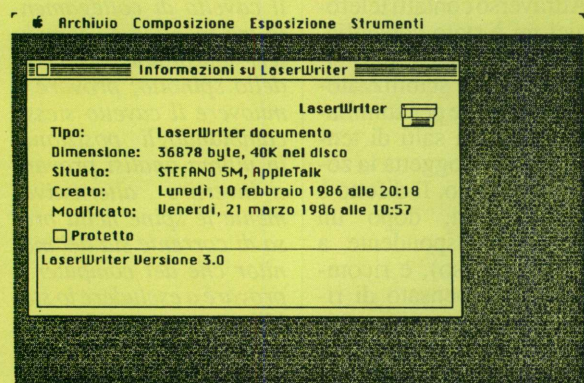 Archivio Composizione Esposizione Strumenti
Informazioni su LaserWriter
LaserWriter
Tipo: LaserWriter documento
Dimensione: 36878 byte, 40K nel disco
Situato: STEFANO 5M, AppleTalk
Creato: Lunedì, 10 febbraio 1986 alle 20:18
Modificato: Venerdì, 21 marzo 1986 alle 10:57
Protetto
LaserWriter Versione 3.0